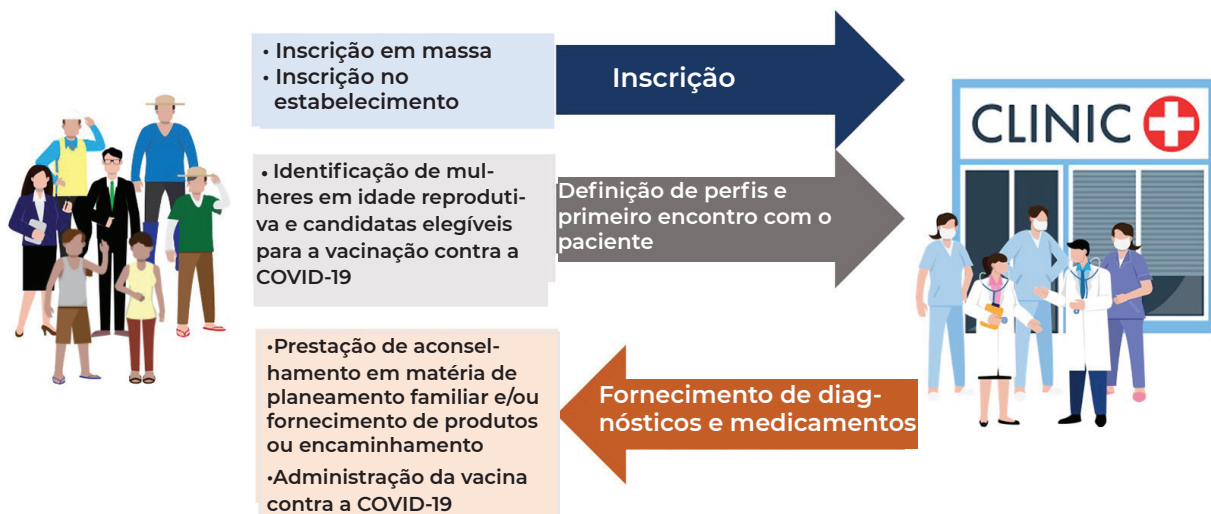 • Inscrição em massa
• Inscrição no
estabelecimento
Inscrição
• Identificação de mul-
heres em idade reproduti-
va e candidatas elegíveis
para a vacinação contra a
COVID-19
Definição de perfis e
primeiro encontro com o
paciente
•Prestação de aconsel-
hamento em matéria de
planeamento familiar e/ou
fornecimento de produtos
ou encaminhamento
•Administração da vacina
contra a COVID-19
Fornecimento de diag-
nósticos e medicamentos
CLINIC